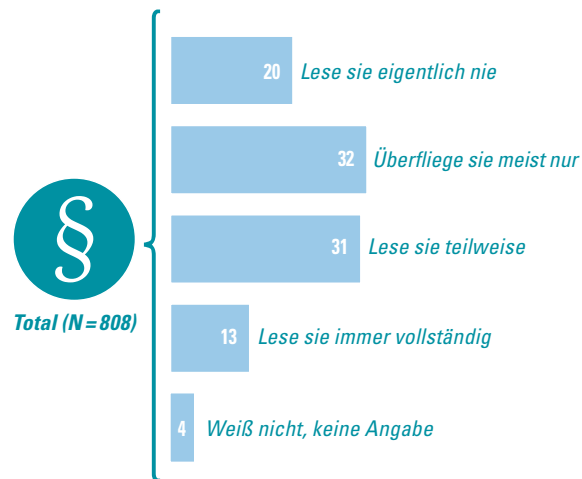 20 Lese sie eigentlich nie
32 Überfliege sie meist nur
31 Lese sie teilweise
§
Total (N = 808)
13 Lese sie immer vollständig
4 Weiß nicht, keine Angabe